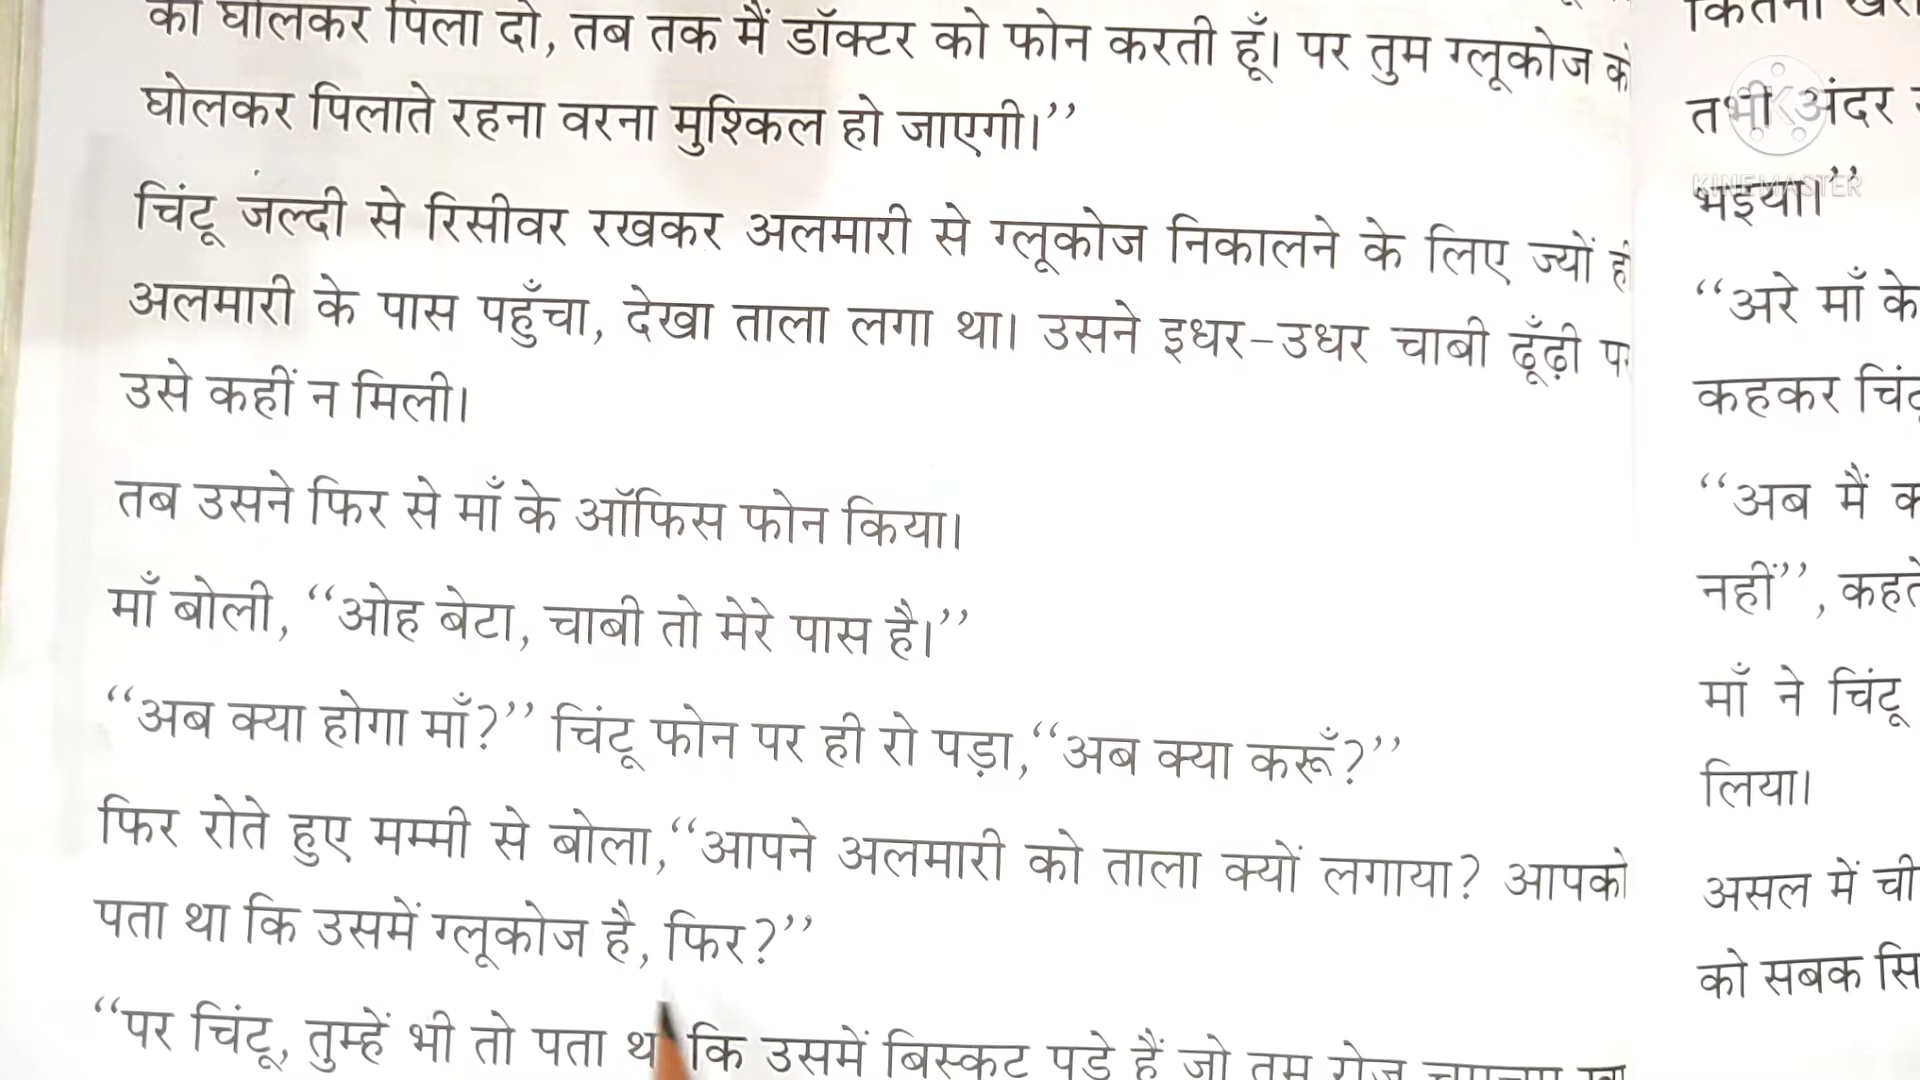 को घोलकर पिला दो, तब तक मैं डॉक्टर को फोन करती हूँ। पर तुम ग्लूकोज को
घोलकर पिलाते रहना वरना मुश्किल हो जाएगी।’’
चिंटू जल्दी से रिसीवर रखकर अलमारी से ग्लूकोज निकालने के लिए ज्यों ही
अलमारी के पास पहुँचा, देखा ताला लगा था। उसने इधर-उधर चाबी ढूँढ़ी
उसे कहीं न मिली।
तब उसने फिर से माँ के ऑफिस फोन किया।
माँ बोली, ‘‘ओह बेटा, चाबी तो मेरे पास है।’’
‘‘अब क्या होगा माँ?’’ चिंटू फोन पर ही रो पड़ा,‘‘अब क्या करूँ?’’
फिर रोते हुए मम्मी से बोला,‘‘आपने अलमारी को ताला क्यों लगाया? आपको
पता था कि उसमें ग्लूकोज है, फिर?’’
‘‘पर चिंटू, तुम्हें भी तो पता था कि उसमें बिस्कट पड़े हैं जो तुम रोज
तभी अंदर
भइया।’’
‘‘अरे माँ के
कहकर
‘‘अब मैं
नहीं’’,
माँ ने चिंटू
लिया।
असल में
को सबक
KINEMASTER